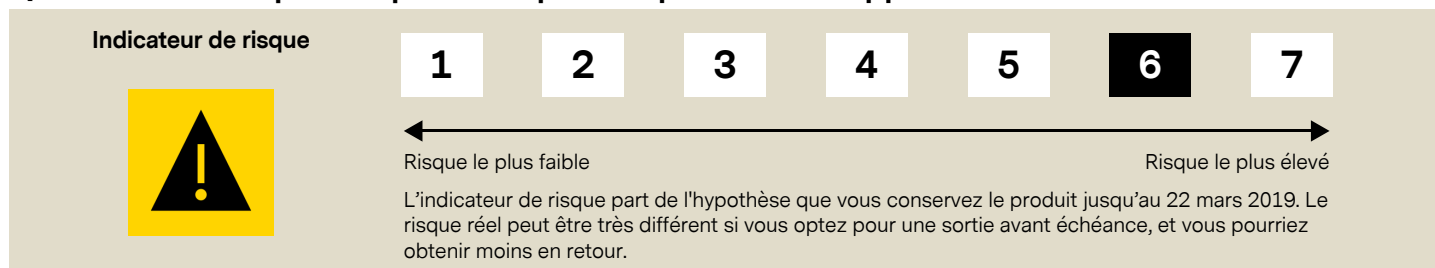 Indicateur de risque
1 2 3 4 5 6 7
Risque le plus faible
Risque le plus élevé
L'indicateur de risque part de l'hypothèse que vous conservez le produit jusqu'au 22 mars 2019. Le
risque réel peut être très différent si vous optez pour une sortie avant échéance, et vous pourriez
obtenir moins en retour.